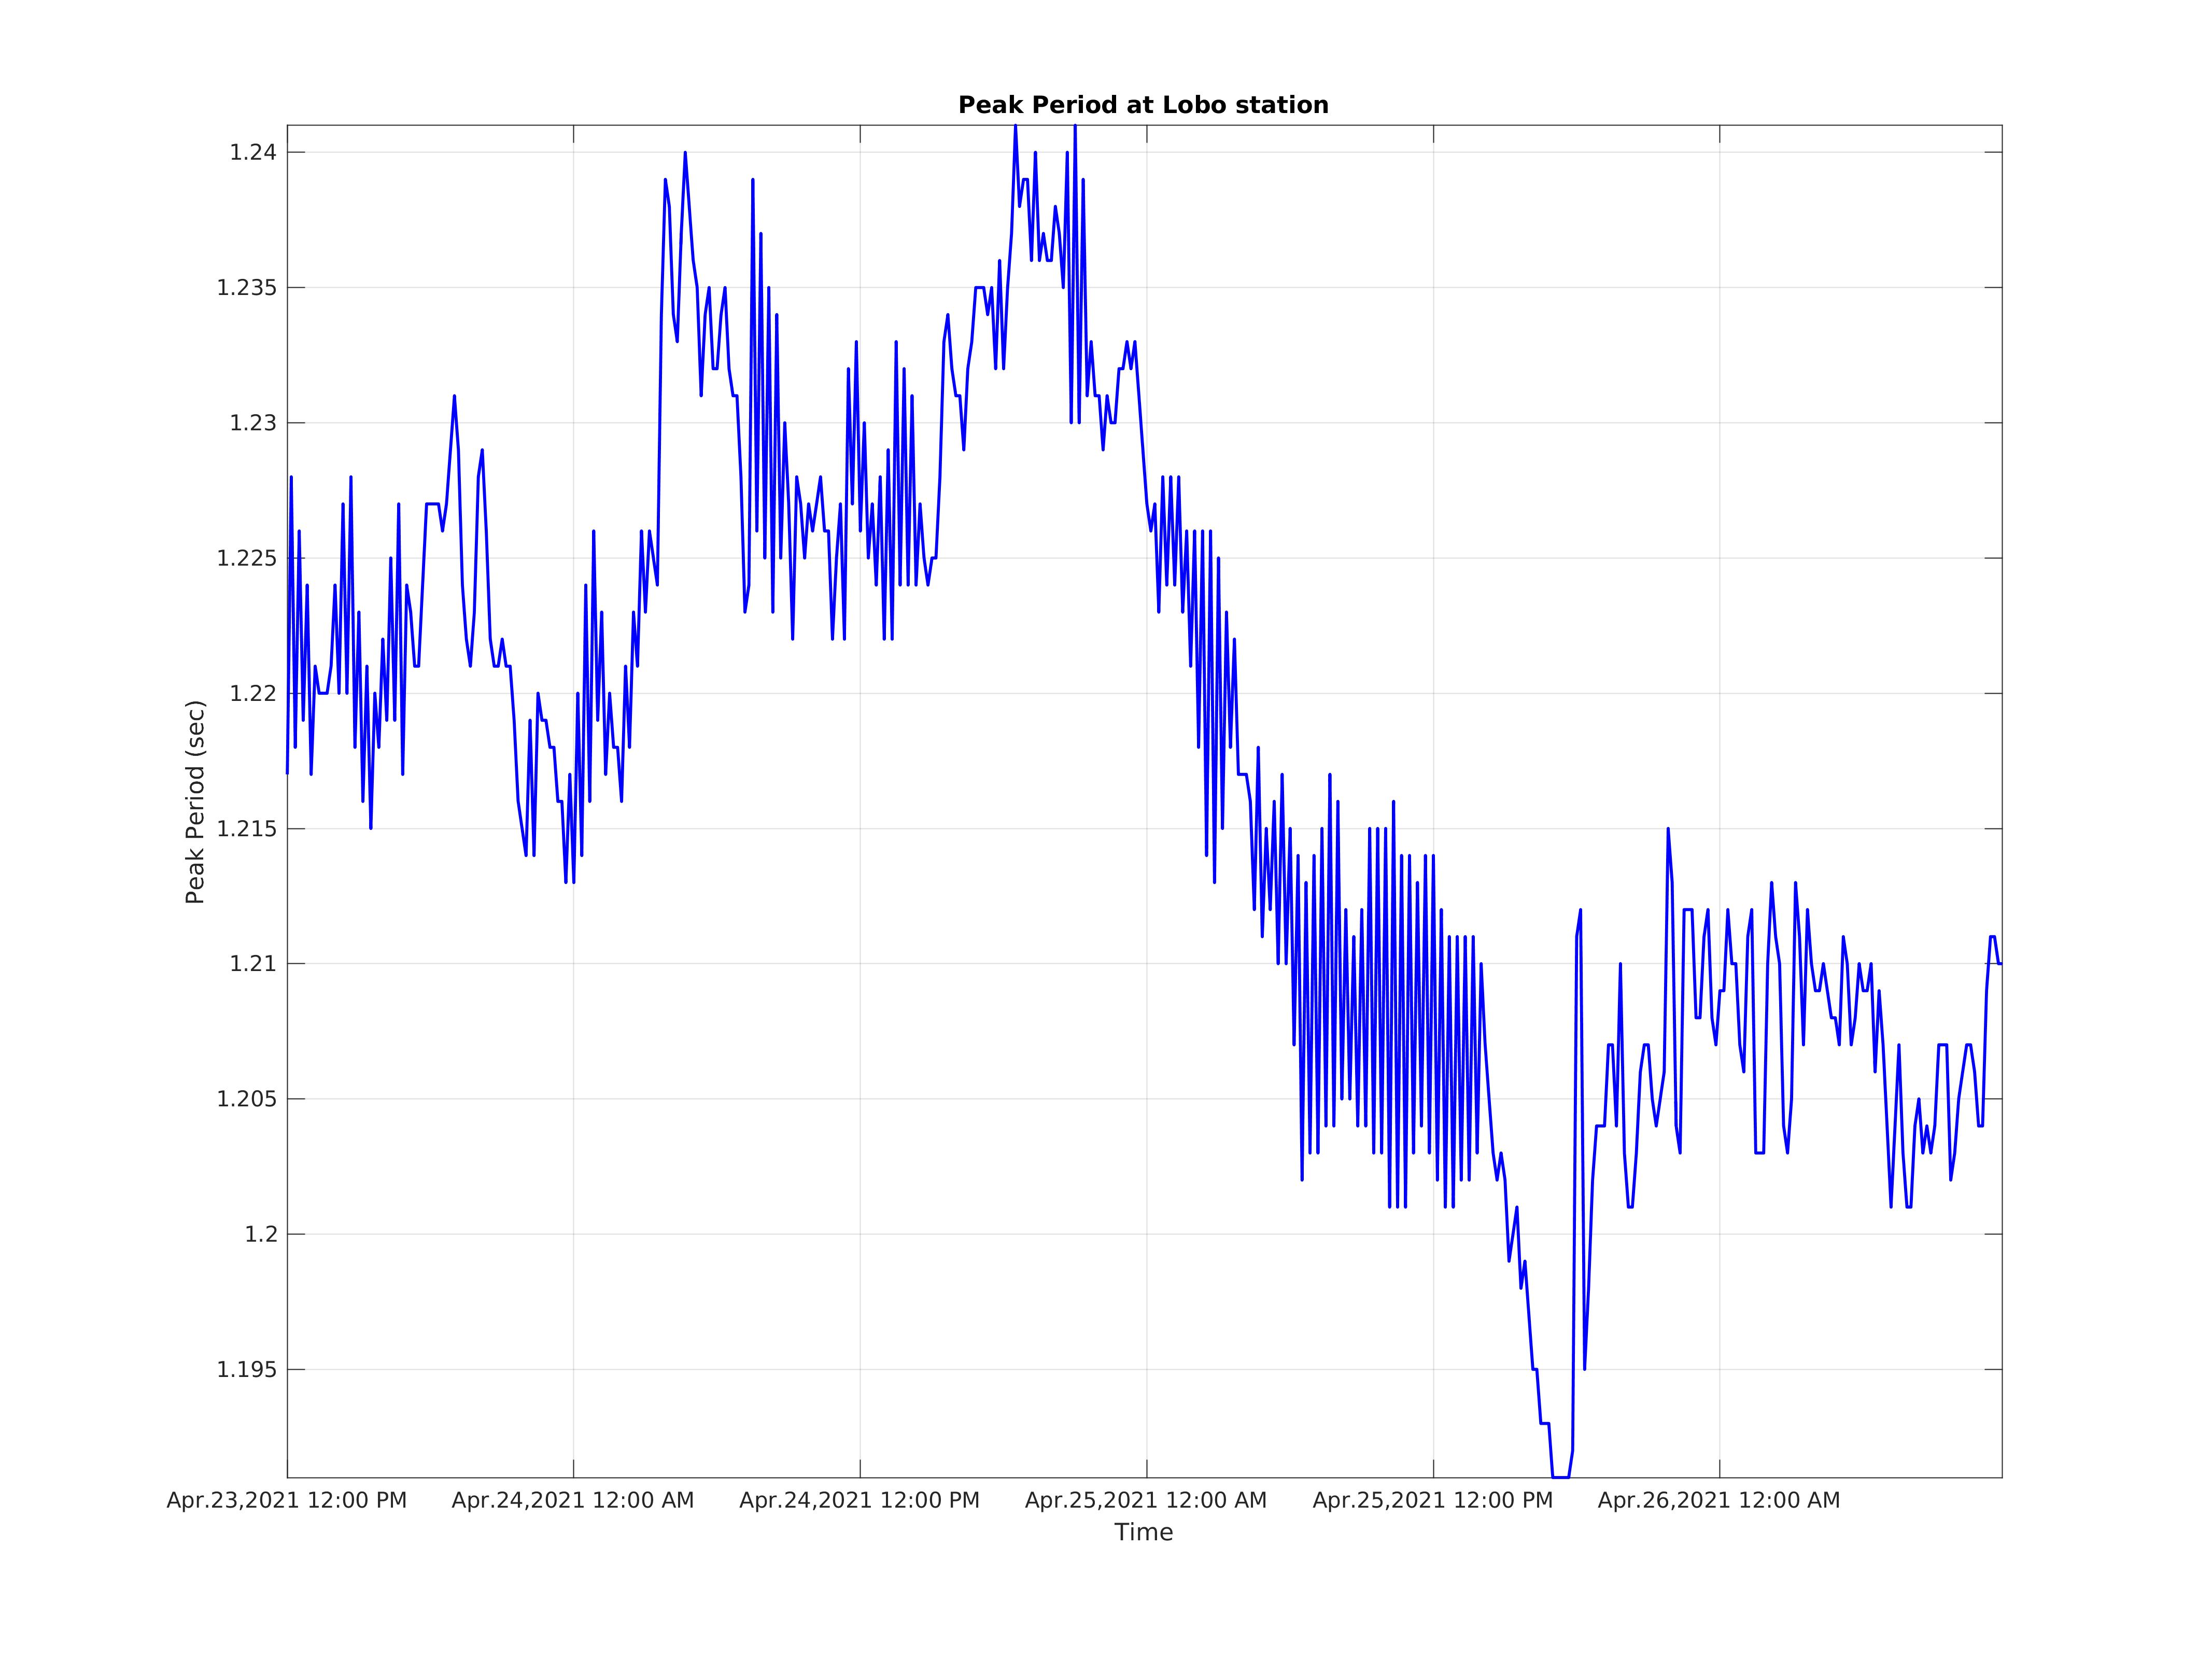 Peak Period at Lobo station
1.24
1.235
1.23
1.225
1.22
1.215
1.21
1.205
1.2
1.195
Peak Period (sec)
Apr.23,2021 12:00 PM
Apr.24,2021 12:00 AM
Apr.24,2021 12:00 PM
Apr.25,2021 12:00 AM
Apr.25,2021 12:00 PM
Apr.26,2021 12:00 AM
Time